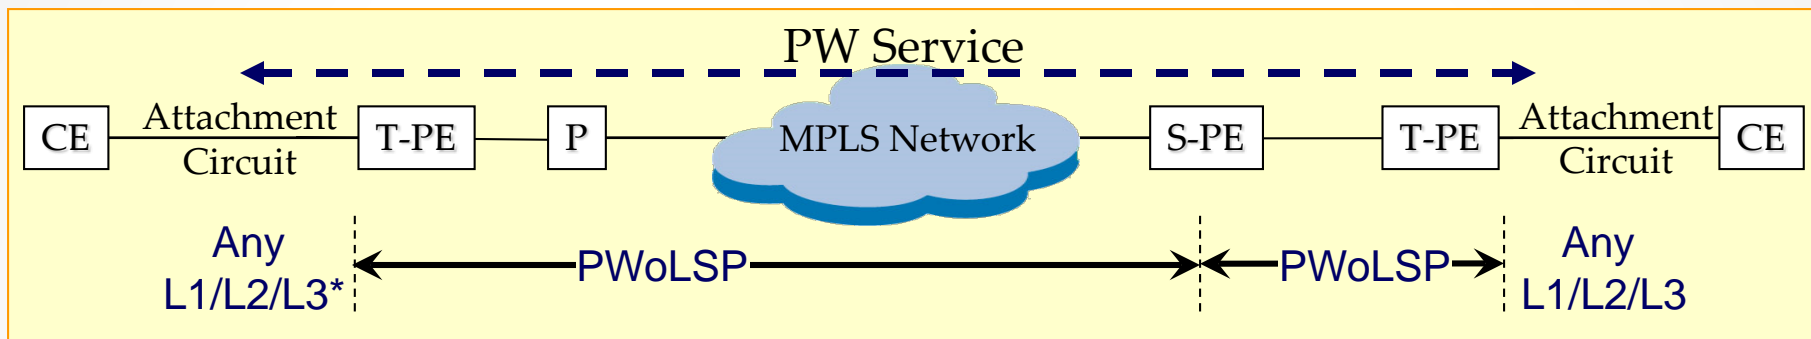 PW Service
CE
Attachment
Circuit
T-PE
P
MPLS Network
S-PE
T-PE
Attachment
Circuit
CE
Any
L1/L2/L3*
PWoLSP
PWoLSP
Any
L1/L2/L3